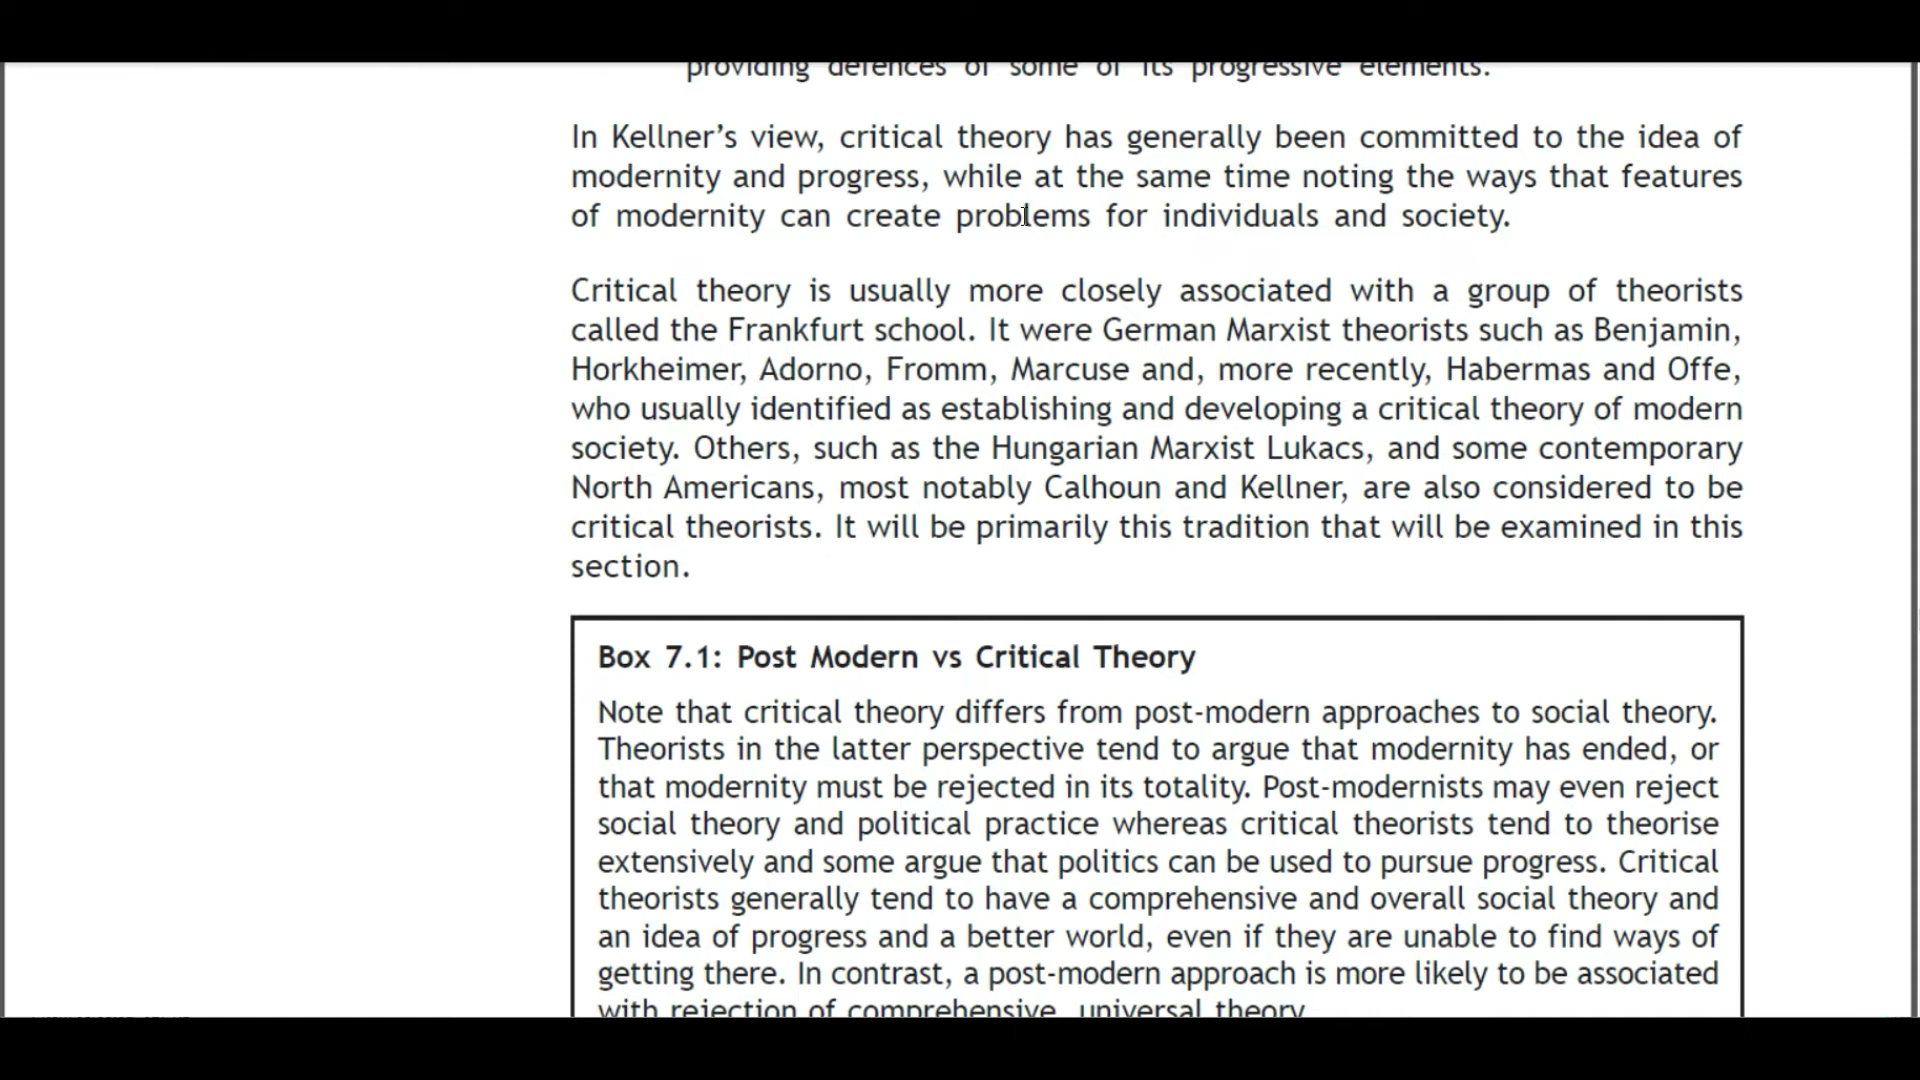 providing defences of some of its progressive elements.
In Kellner’s view, critical theory has generally been committed to the idea of
modernity and progress, while at the same time noting the ways that features
of modernity can create problems for individuals and society.
Critical theory is usually more closely associated with a group of theorists
called the Frankfurt school. It were German Marxist theorists such as Benjamin,
Horkheimer, Adorno, Fromm, Marcuse and, more recently, Habermas and Offe,
who usually identified as establishing and developing a critical theory of modern
society. Others, such as the Hungarian Marxist Lukacs, and some contemporary
North Americans, most notably Calhoun and Kellner, are also considered to be
critical theorists. It will be primarily this tradition that will be examined in this
section.
Box 7.1: Post Modern vs Critical Theory
Note that critical theory differs from post-modern approaches to social theory.
Theorists in the latter perspective tend to argue that modernity has ended, or
that modernity must be rejected in its totality. Post-modernists may even reject
social theory and political practice whereas critical theorists tend to theorise
extensively and some argue that politics can be used to pursue progress. Critical
theorists generally tend to have a comprehensive and overall social theory and
an idea of progress and a better world, even if they are unable to find ways of
getting there. In contrast, a post-modern approach is more likely to be associated
with rejection of comprehensive, universal theory.